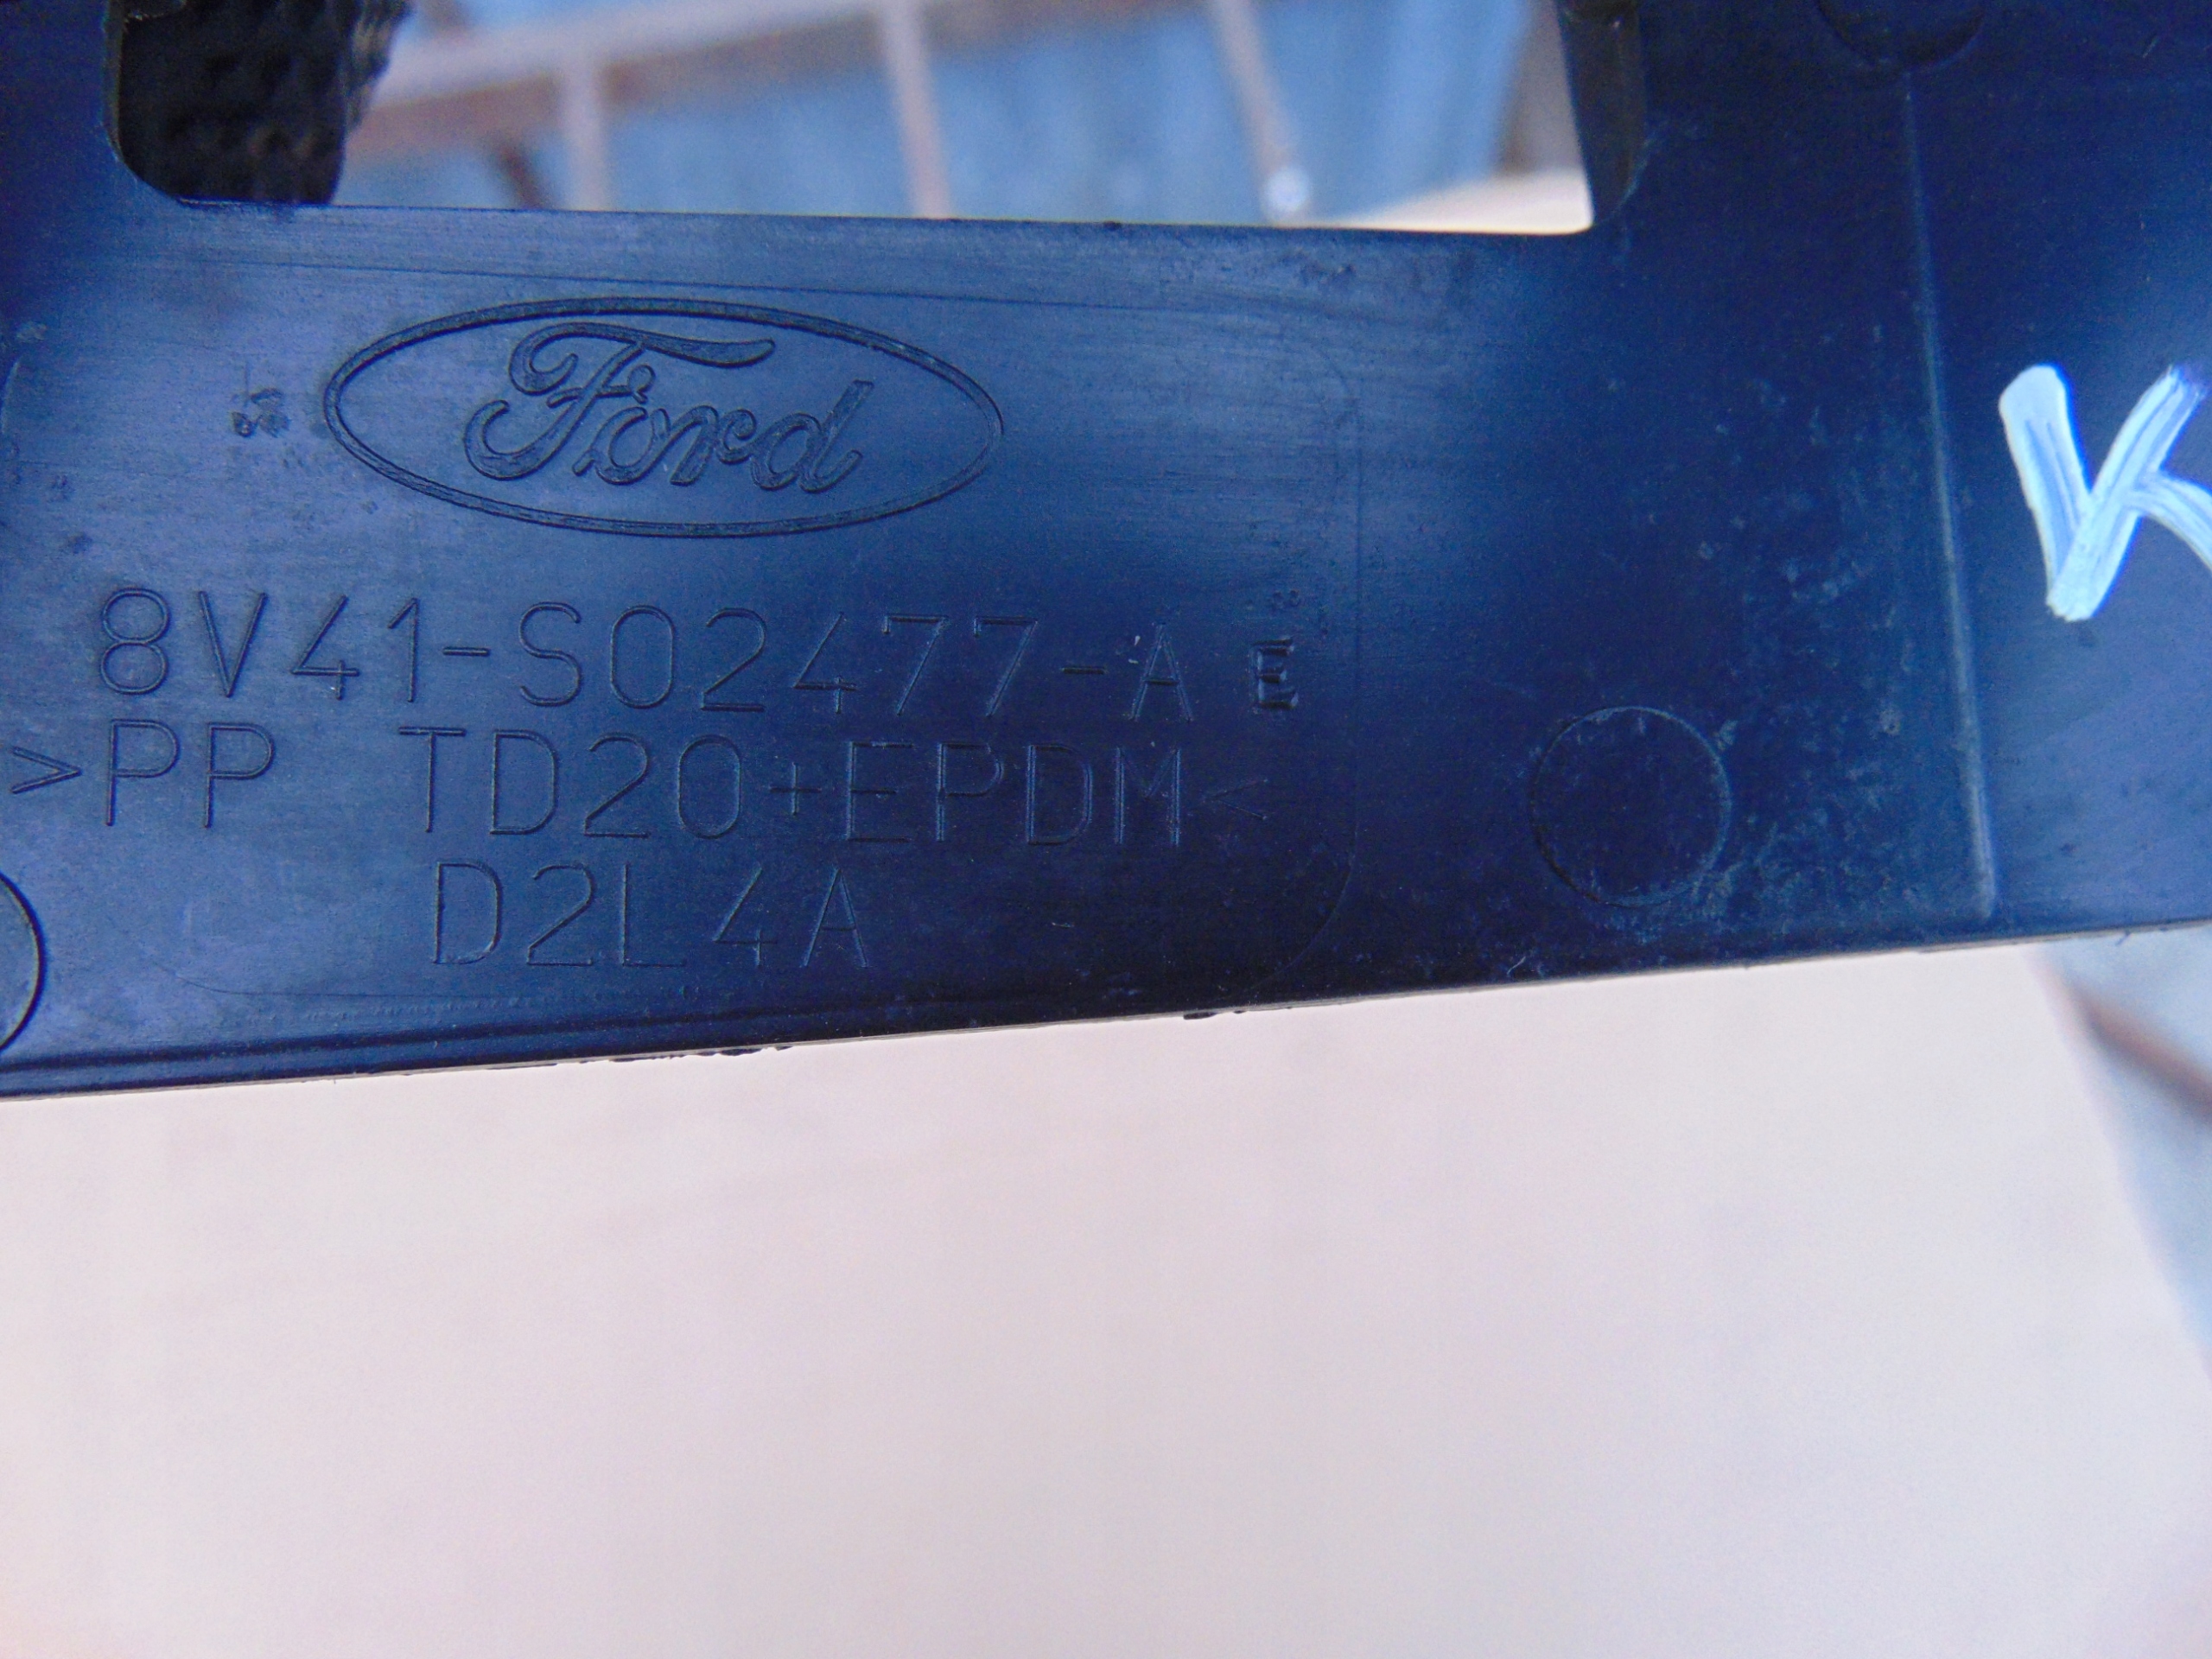 Ford
8V41-S02477-A E
>PP TD20+EPDM<
D2L4A
K